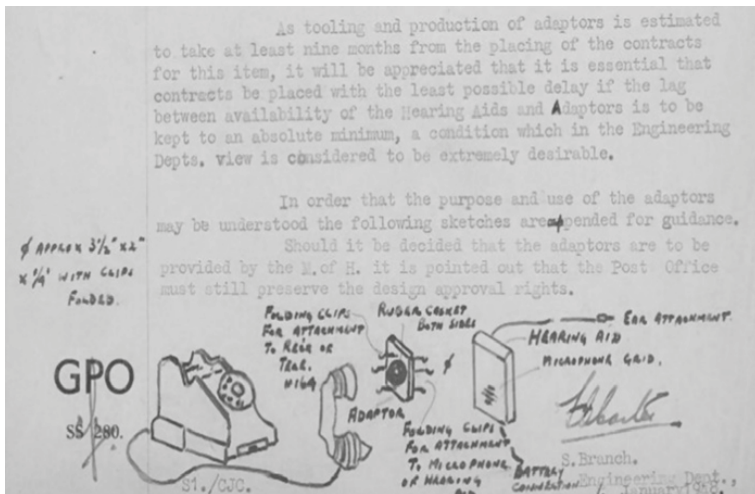 As tooling and production of adaptors is estimated
to take at least nine months from the placing of the contracts
for this item, it will be appreciated that it is essential that
contracts be placed with the least possible delay if the lag
between availability of the Hearing Aids and Adaptors is to be
kept to an absolute minimum, a condition which in the Engineering
Depts. view is considered to be extremely desirable.
In order that the purpose and use of the adaptors
may be understood the following sketches are appended for guidance.
Should it be decided that the adaptors are to be
provided by the M. of H. it is pointed out that the Post Office
must still preserve the design approval rights.
ϕ APPROX 3½" x 2"
x ¼" WITH CLIPS
FOLDED.
FOLDING CLIPS
FOR ATTACHMENT
TO REC'R OR
TELE.
RUBBER GASKET
BOTH SIDES
ϕ
ADAPTOR
FOLDING CLIPS
FOR ATTACHMENT
TO MICROPHONE
OR HEARING
EAR ATTACHMENT.
HEARING AID
MICROPHONE GRID.
BATTERY
CONNECTION
GPO
SS 280.
S1./CJC.
S. Branch.
Engineering Dept.,
January